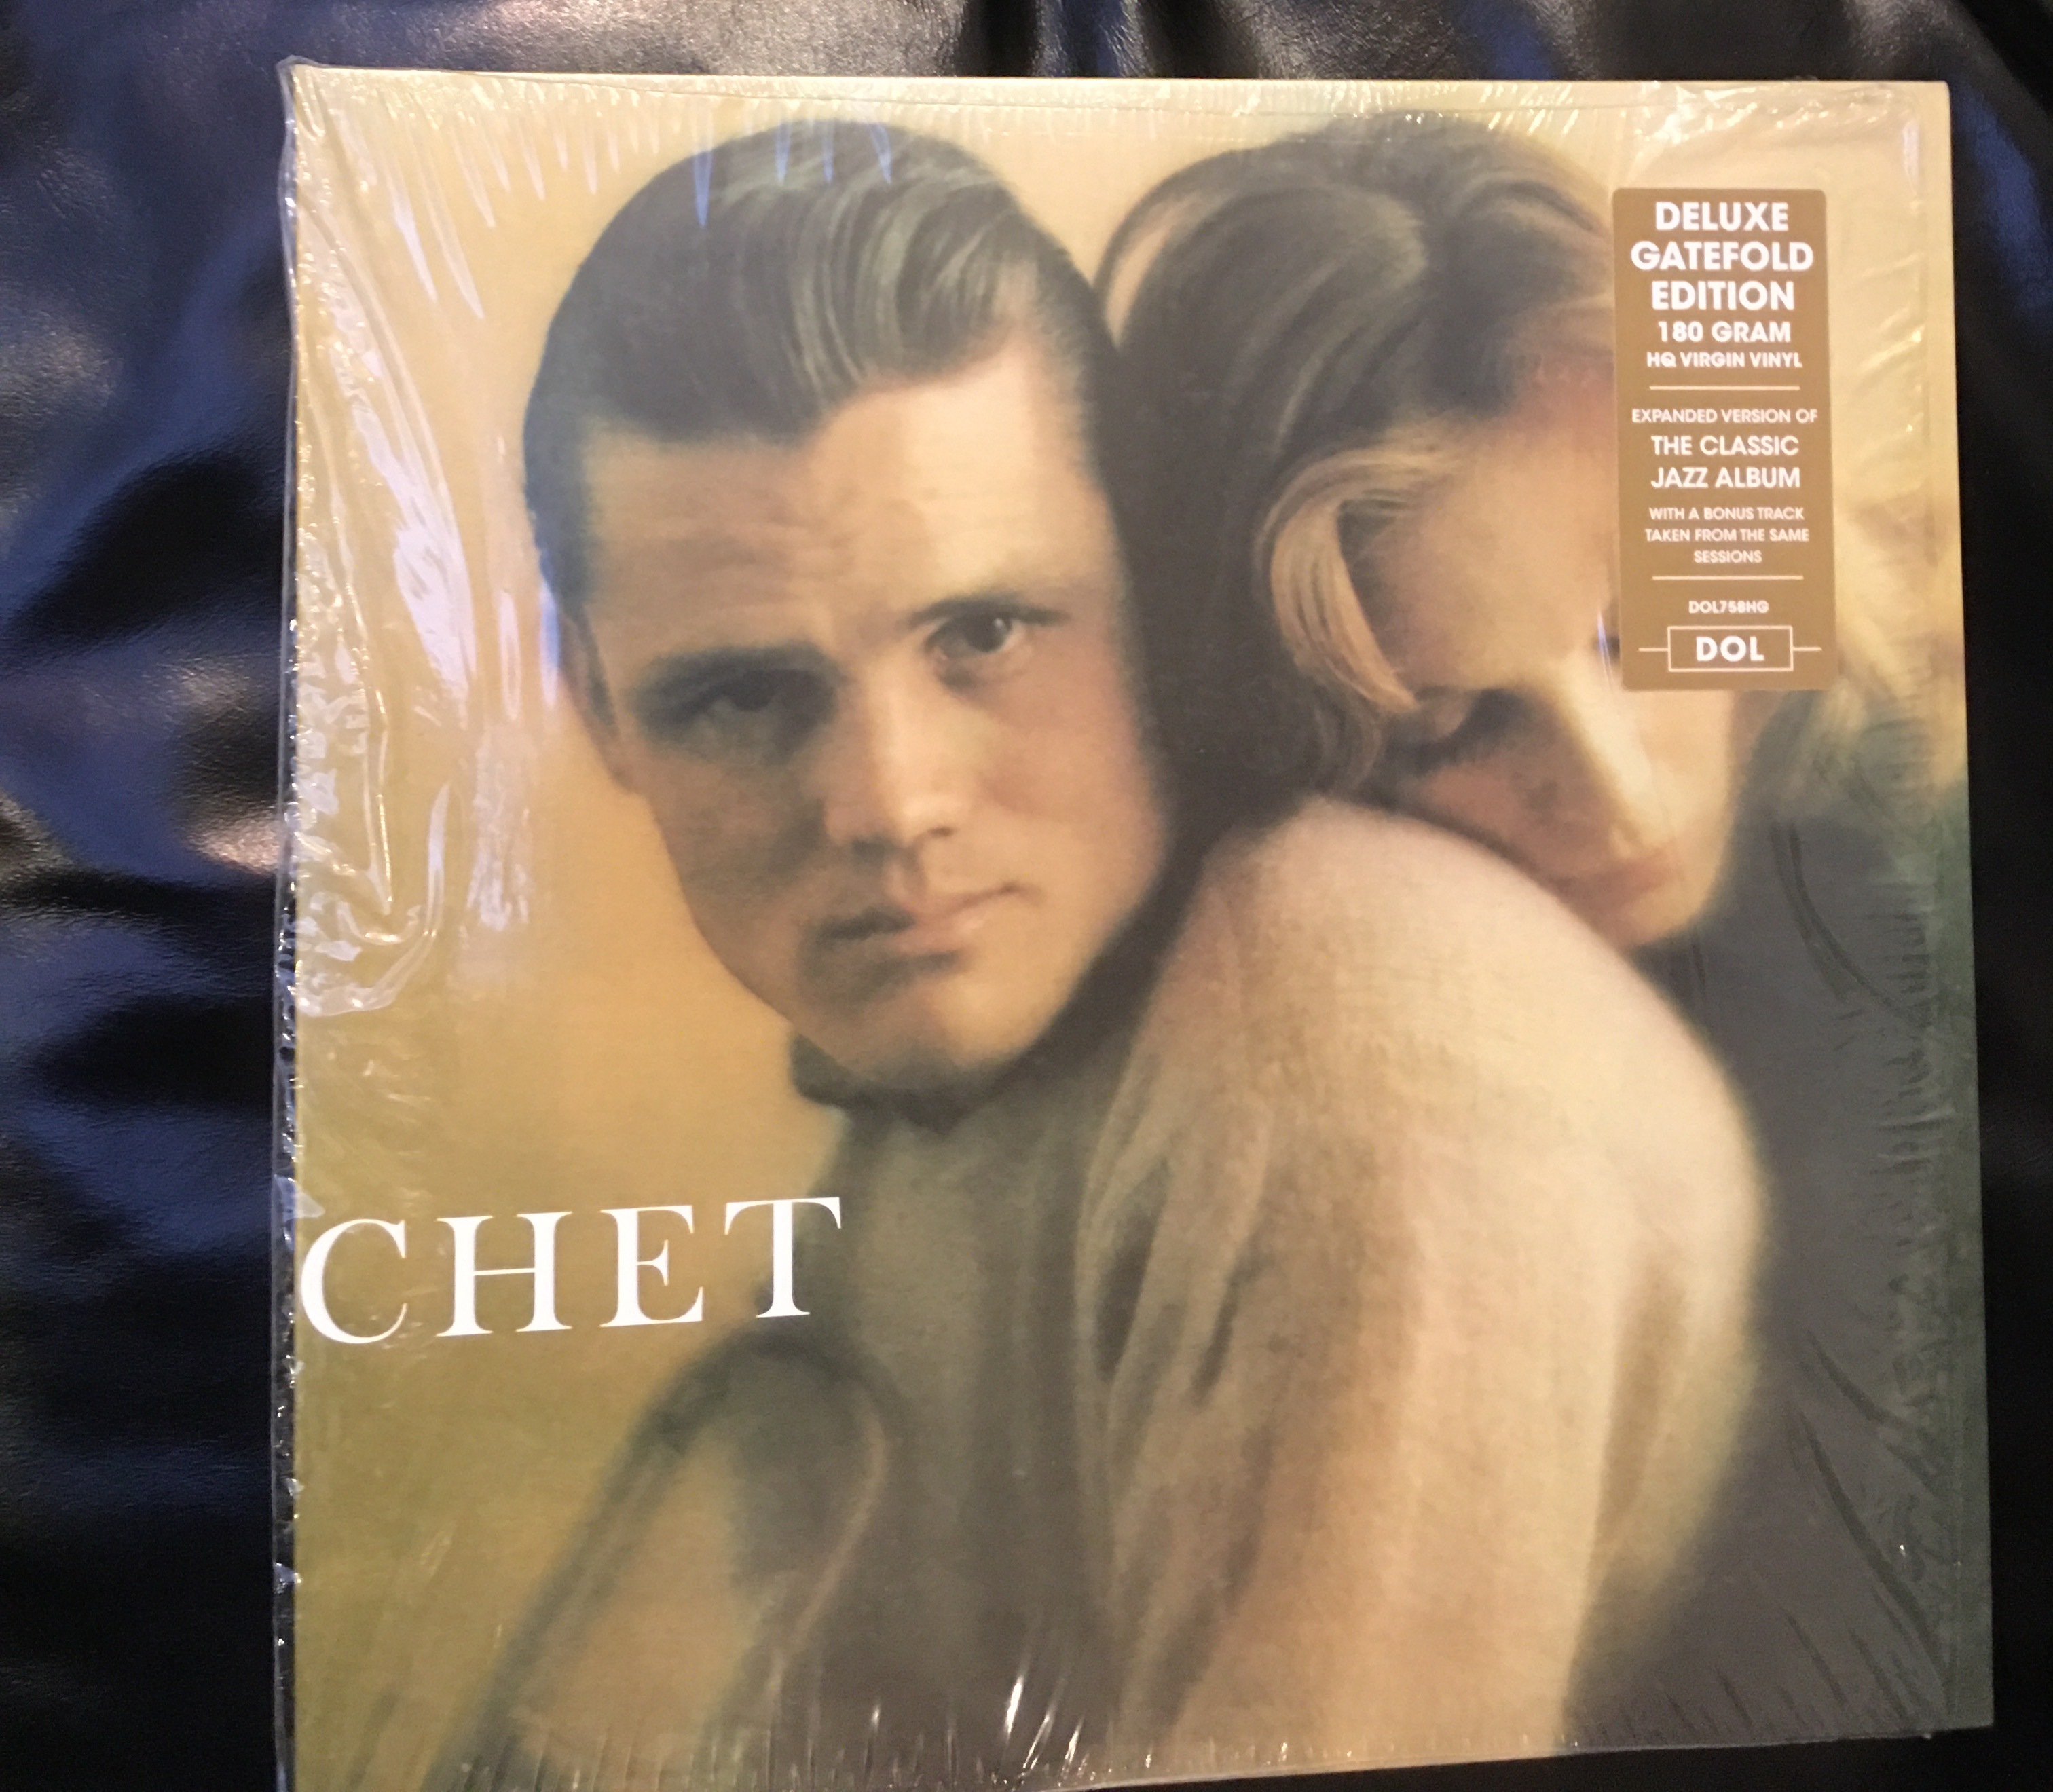 DELUXE
GATEFOLD
EDITION
180 GRAM
HQ VIRGIN VINYL
EXPANDED VERSION OF
THE CLASSIC
JAZZ ALBUM
WITH A BONUS TRACK
TAKEN FROM THE SAME
SESSIONS
DOL758HG
DOL
CHET